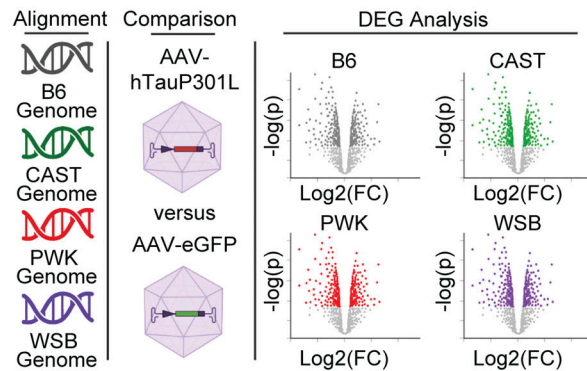 Alignment
B6
Genome
CAST
Genome
PWK
Genome
WSB
Genome
Comparison
AAV-
hTauP301L
versus
AAV-eGFP
DEG Analysis
B6
-log(p)
Log2(FC)
CAST
-log(p)
Log2(FC)
PWK
-log(p)
Log2(FC)
WSB
-log(p)
Log2(FC)